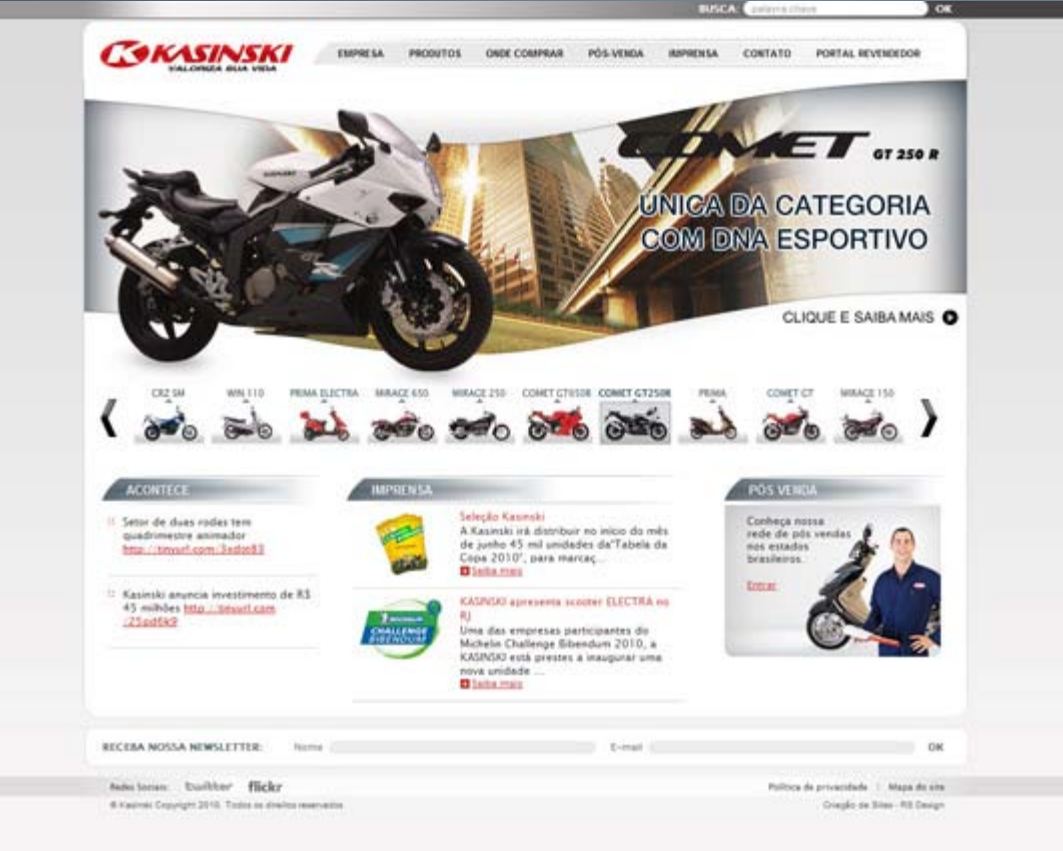 BUSCA: palavra chave OK
KASINSKI
VALORIZA SUA VIDA
EMPRESA PRODUTOS ONDE COMPRAR PÓS-VENDA IMPRENSA CONTATO PORTAL REVENDEDOR
COMET GT 250 R
ÚNICA DA CATEGORIA
COM DNA ESPORTIVO
CLIQUE E SAIBA MAIS
CRZ SM WIN 110 PRIMA ELECTRA MIRAGE 650 MIRAGE 250 COMET GT650R COMET GT250R PRIMA COMET GT MIRAGE 150
ACONTECE
Setor de duas rodas tem
quadrimestre animador
Kasinski anuncia investimento de R$
45 milhões http://tinyurl.com
/25pd6k9
IMPRENSA
Seleção Kasinski
A Kasinski irá distribuir no início do mês
de junho 45 mil unidades da"Tabela da
Copa 2010", para marcaç...
Saiba mais
CHALLENGE
BIBENDUM
KASINSKI apresenta scooter ELECTRA no
RJ
Uma das empresas participantes do
Michelin Challenge Bibendum 2010, a
KASINSKI está prestes a inaugurar uma
nova unidade ...
Saiba mais
PÓS VENDA
Conheça nossa
rede de pós vendas
nos estados
brasileiros.
Entrar
RECEBA NOSSA NEWSLETTER: Nome E-mail OK
Redes Sociais: twitter flickr
Política de privacidade | Mapa do site
© Kasinski Copyright 2010. Todos os direitos reservados
Criação de Sites - RS Design